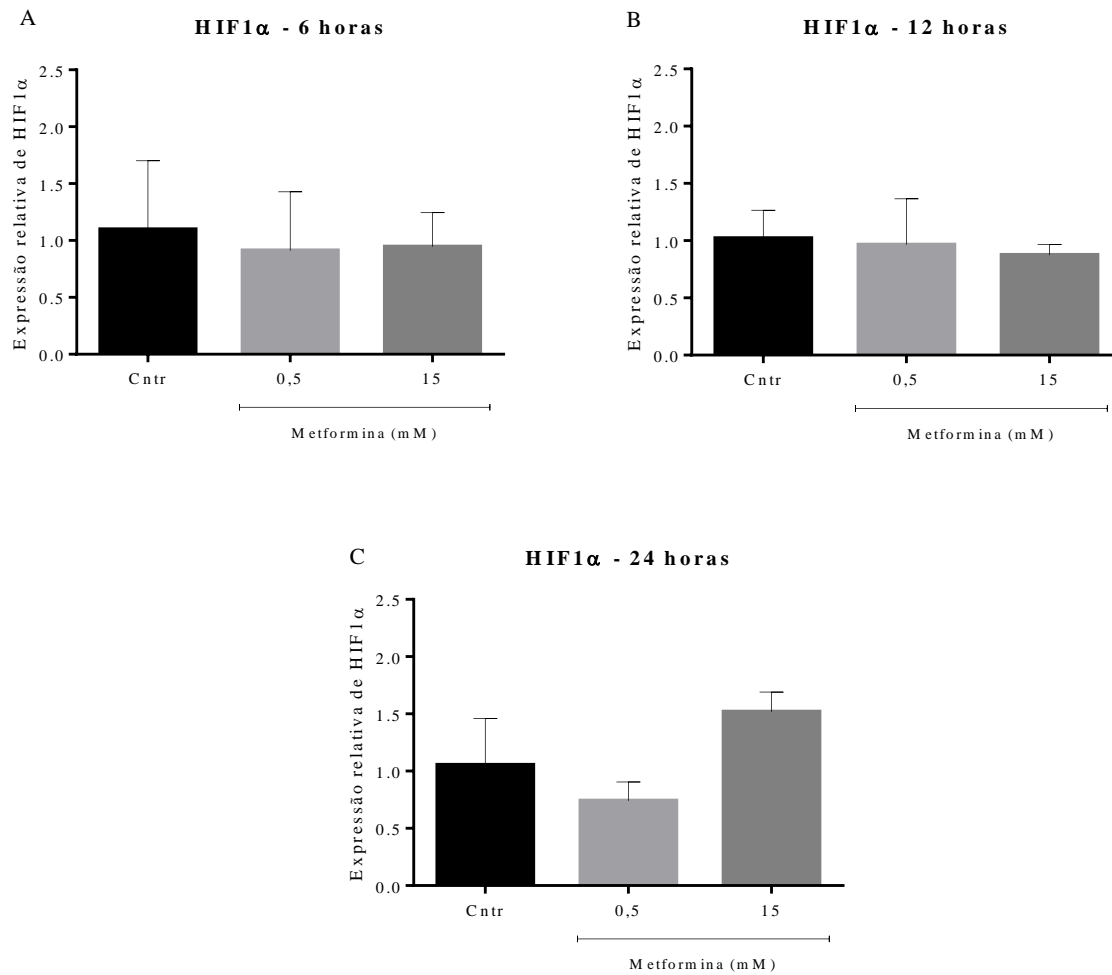 A
HIF1α - 6 horas
Expressão relativa de HIF1α
2.5
2.0
1.5
1.0
0.5
0.0
Cntr 0,5 15
Metformina (mM)
B
HIF1α - 12 horas
Expressão relativa de HIF1α
2.5
2.0
1.5
1.0
0.5
0.0
Cntr 0,5 15
Metformina (mM)
C
HIF1α - 24 horas
Expressão relativa de HIF1α
2.5
2.0
1.5
1.0
0.5
0.0
Cntr 0,5 15
Metformina (mM)